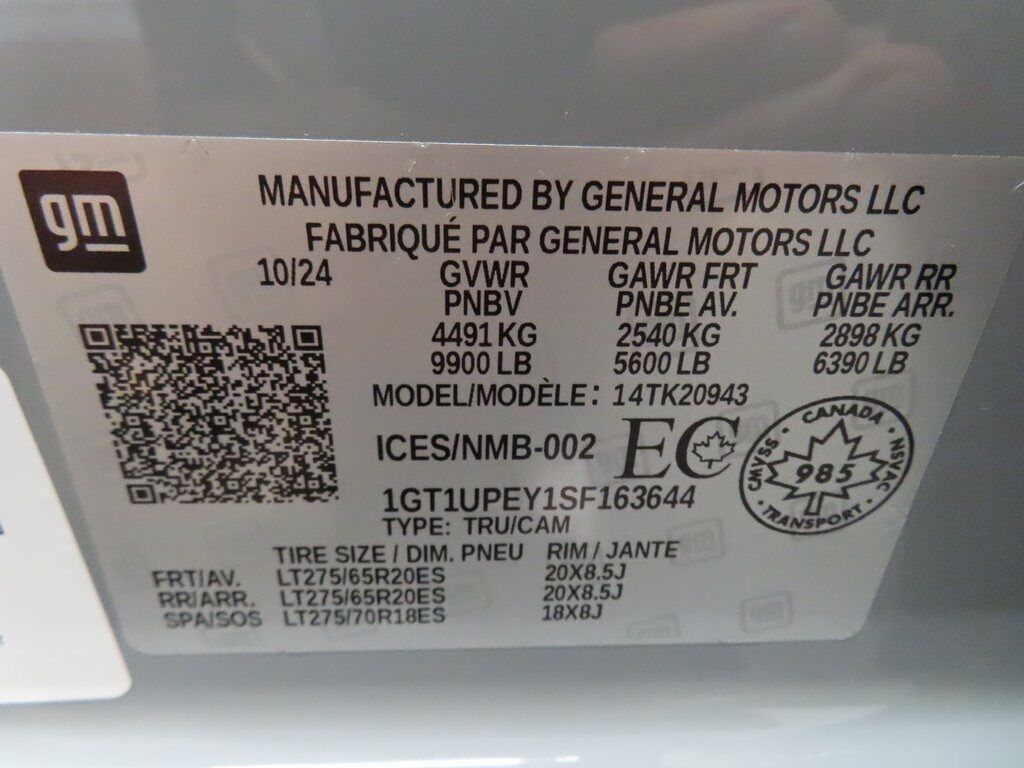 gm
MANUFACTURED BY GENERAL MOTORS LLC
FABRIQUÉ PAR GENERAL MOTORS LLC
10/24 GVWR GAWR FRT GAWR RR
PNBV PNBE AV. PNBE ARR.
4491 KG 2540 KG 2898 KG
9900 LB 5600 LB 6390 LB
MODEL/MODÈLE: 14TK20943
ICES/NMB-002 EC
CANADA
CMVSS · NSVAC
985
TRANSPORT
1GT1UPEY1SF163644
TYPE: TRU/CAM
TIRE SIZE / DIM. PNEU RIM / JANTE
FRT/AV. LT275/65R20ES 20X8.5J
RR/ARR. LT275/65R20ES 20X8.5J
SPA/SOS LT275/70R18ES 18X8J